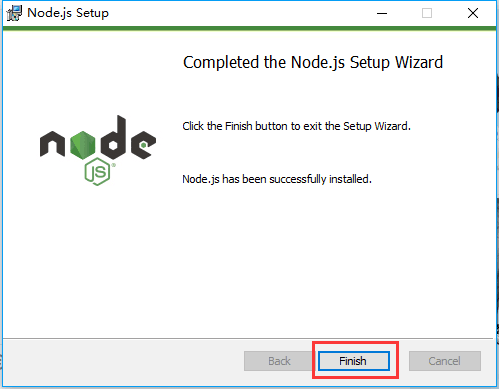 Node.js Setup
Completed the Node.js Setup Wizard
Click the Finish button to exit the Setup Wizard.
node
JS
Node.js has been successfully installed.
Back
Finish
Cancel